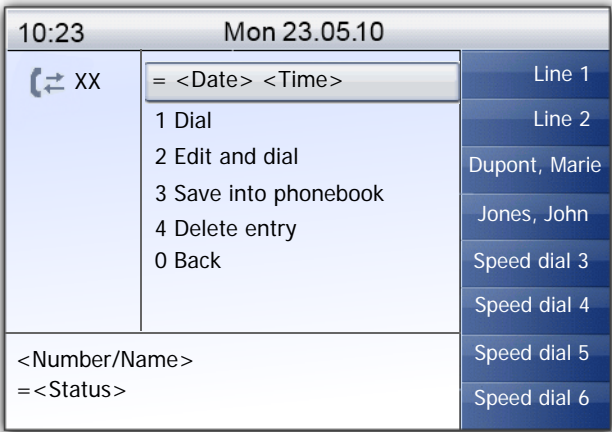 10:23 Mon 23.05.10
XX
= <Date> <Time>
1 Dial
2 Edit and dial
3 Save into phonebook
4 Delete entry
0 Back
<Number/Name>
=<Status>
Line 1
Line 2
Dupont, Marie
Jones, John
Speed dial 3
Speed dial 4
Speed dial 5
Speed dial 6